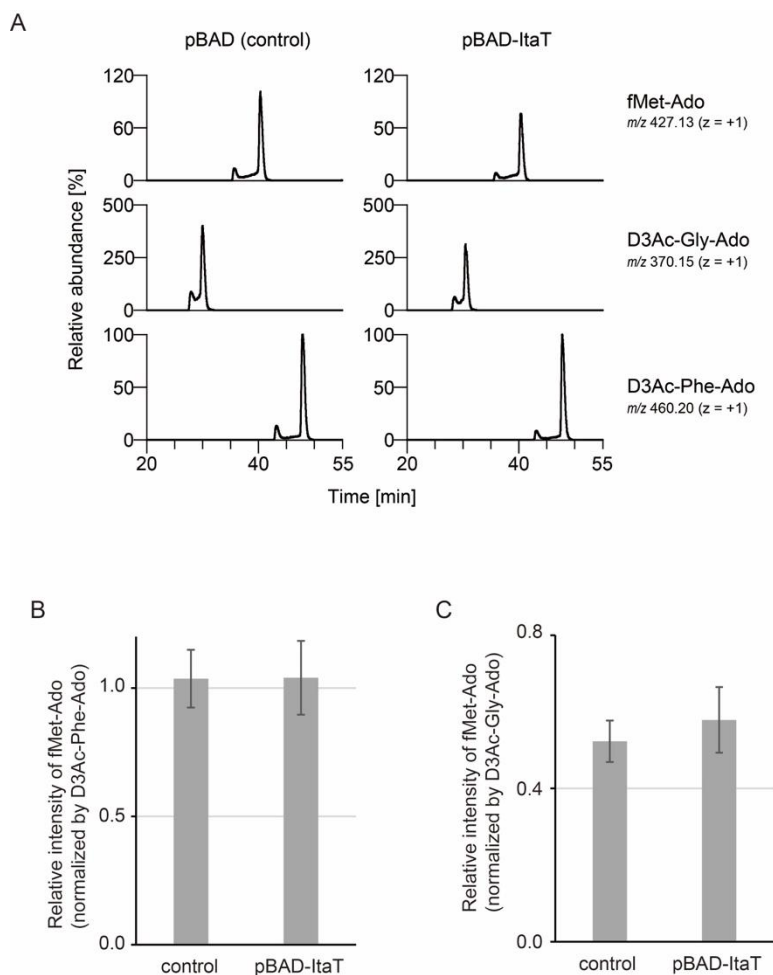 A
pBAD (control)
pBAD-ItaT
Relative abundance [%]
120
60
0
120
60
0
fMet-Ado
m/z 427.13 (z = +1)
500
250
0
500
250
0
D3Ac-Gly-Ado
m/z 370.15 (z = +1)
100
50
0
100
50
0
D3Ac-Phe-Ado
m/z 460.20 (z = +1)
20
40
55
20
40
55
Time [min]
B
Relative intensity of fMet-Ado
(normalized by D3Ac-Phe-Ado)
1.0
0.5
0.0
control
pBAD-ItaT
C
Relative intensity of fMet-Ado
(normalized by D3Ac-Gly-Ado)
0.8
0.4
0.0
control
pBAD-ItaT